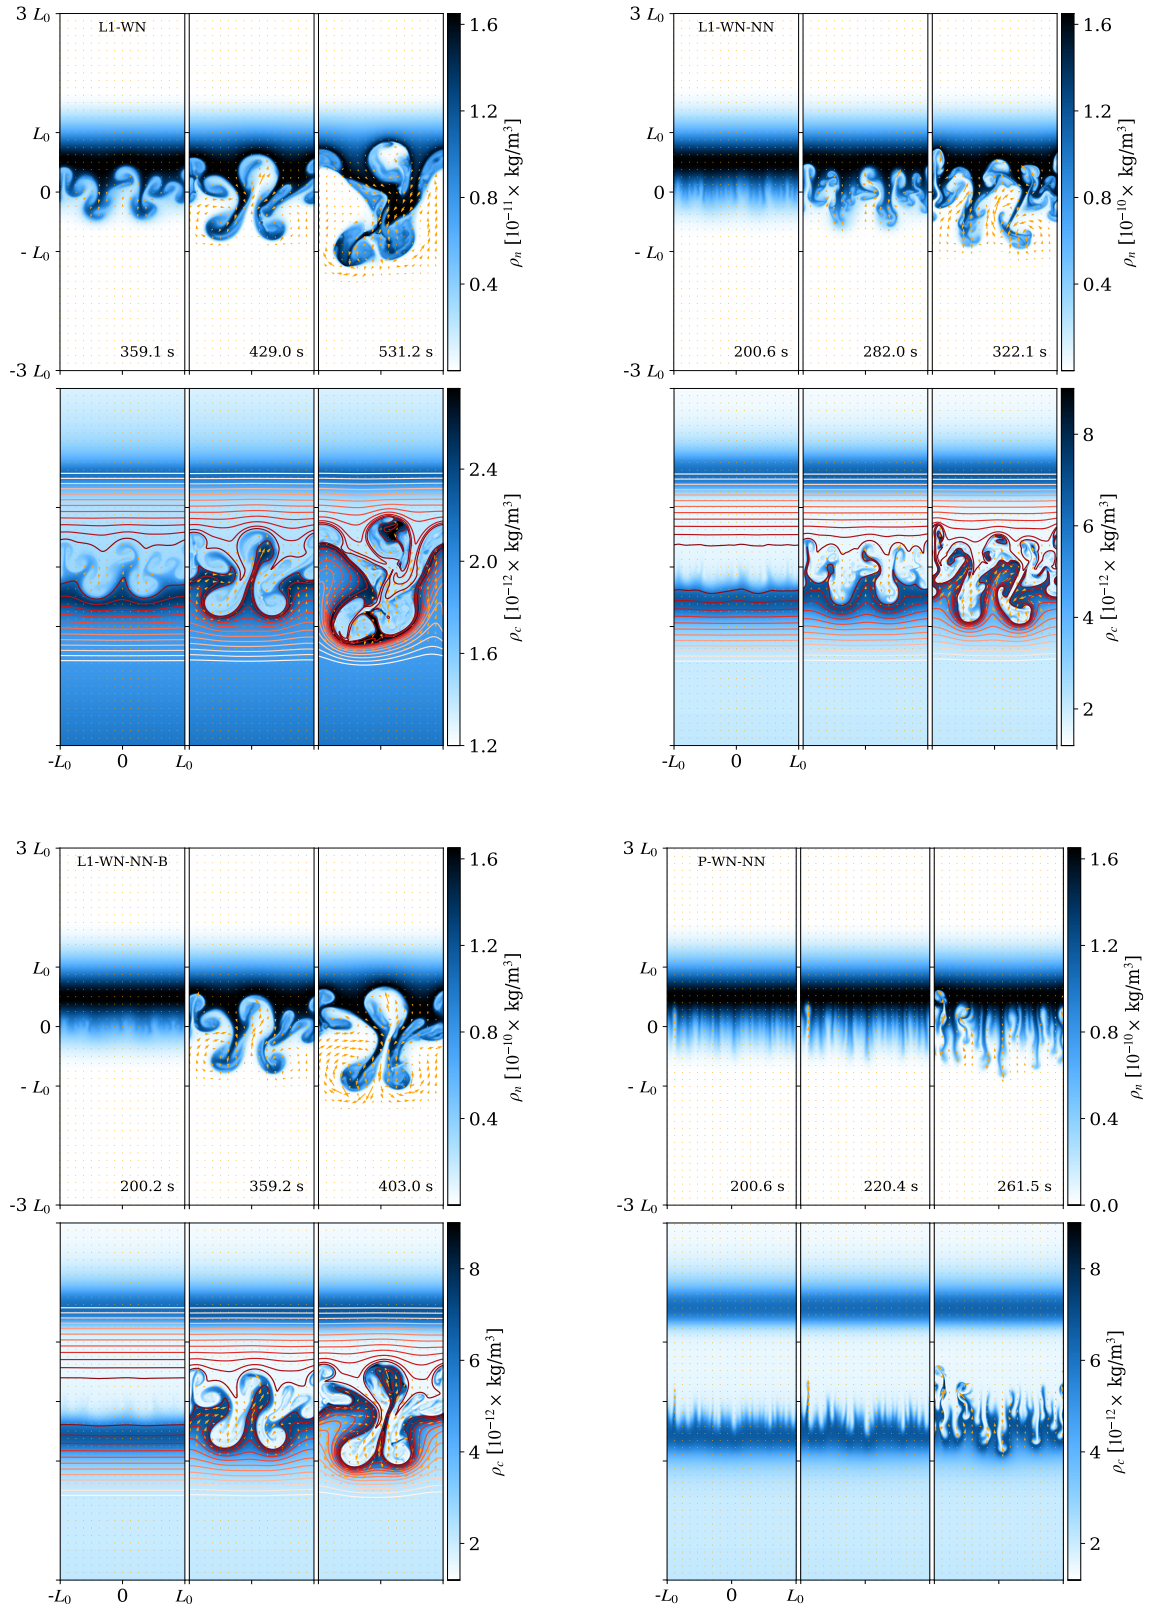 3 L₀
L₀
0
- L₀
-3 L₀
L1-WN
359.1 s
429.0 s
531.2 s
1.6
1.2
0.8
0.4
ρₙ [10⁻¹¹× kg/m³]
2.4
2.0
1.6
1.2
ρ_c [10⁻¹²× kg/m³]
-L₀
0
L₀
3 L₀
L₀
0
- L₀
-3 L₀
L1-WN-NN
200.6 s
282.0 s
322.1 s
1.6
1.2
0.8
0.4
ρₙ [10⁻¹⁰× kg/m³]
8
6
4
2
ρ_c [10⁻¹²× kg/m³]
-L₀
0
L₀
3 L₀
L₀
0
- L₀
-3 L₀
L1-WN-NN-B
200.2 s
359.2 s
403.0 s
1.6
1.2
0.8
0.4
ρₙ [10⁻¹⁰× kg/m³]
8
6
4
2
ρ_c [10⁻¹²× kg/m³]
-L₀
0
L₀
3 L₀
L₀
0
- L₀
-3 L₀
P-WN-NN
200.6 s
220.4 s
261.5 s
1.6
1.2
0.8
0.4
0.0
ρₙ [10⁻¹⁰× kg/m³]
8
6
4
2
ρ_c [10⁻¹²× kg/m³]
-L₀
0
L₀